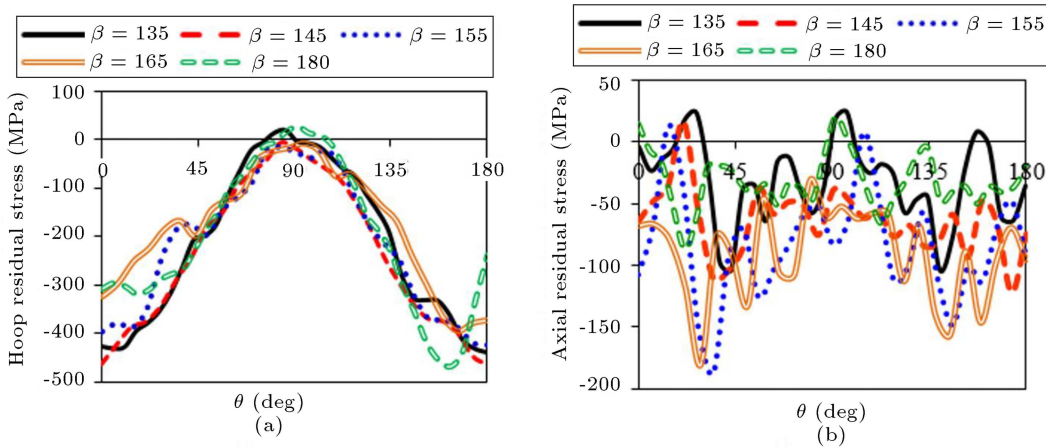 β = 135 β = 145 β = 155
β = 165 β = 180
Hoop residual stress (MPa)
100
0
-100
-200
-300
-400
-500
0 45 90 135 180
θ (deg)
(a)
β = 135 β = 145 β = 155
β = 165 β = 180
Axial residual stress (MPa)
50
0
-50
-100
-150
-200
0 45 90 135 180
θ (deg)
(b)